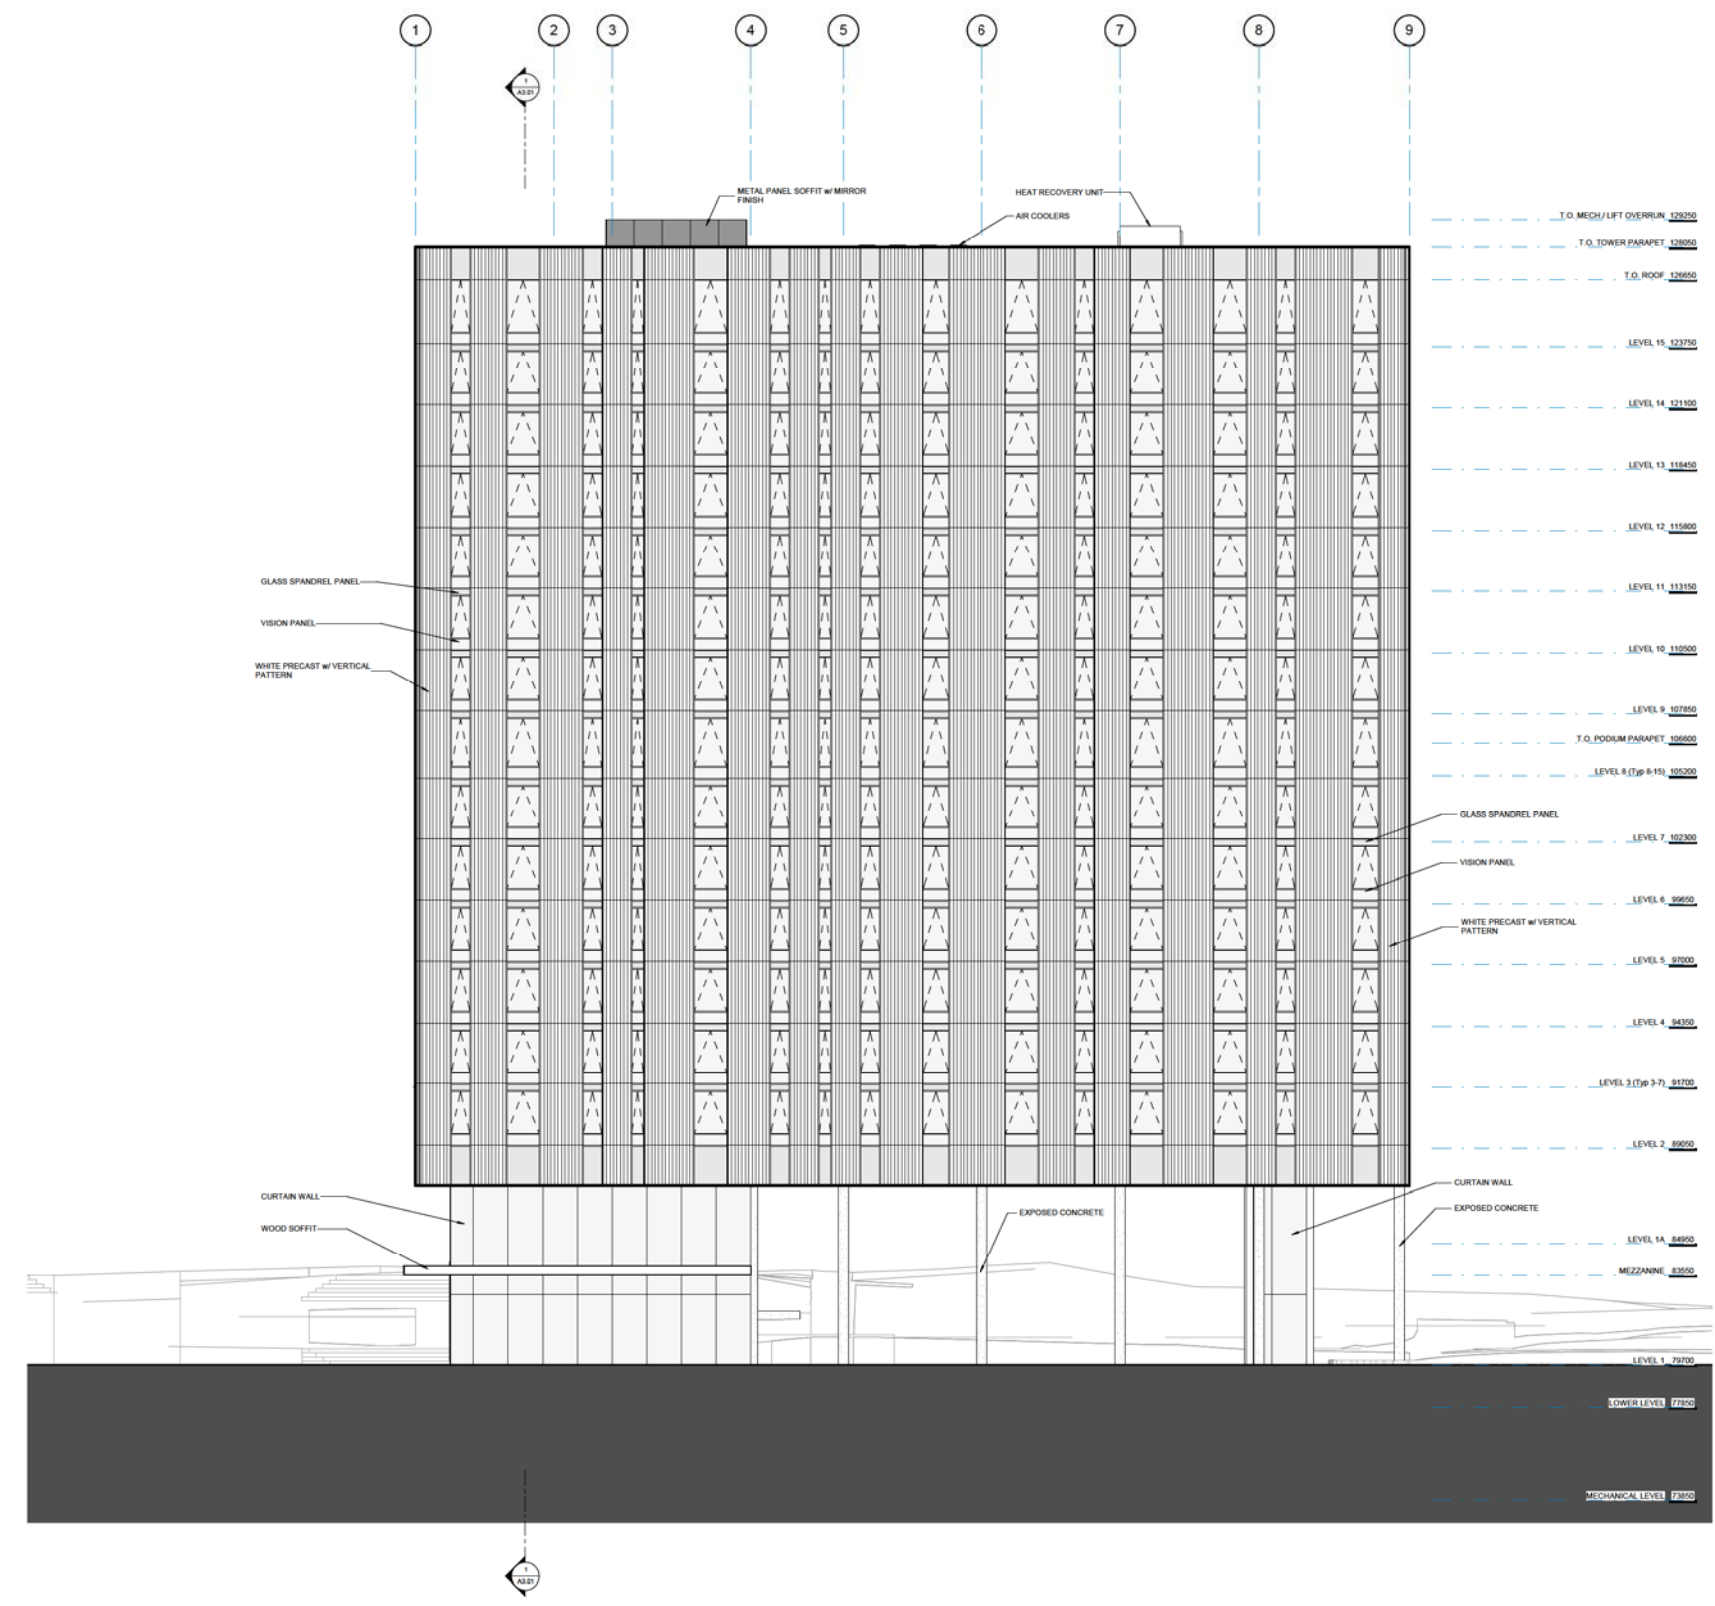 1 2 3 4 5 6 7 8 9
1
A3.01
METAL PANEL SOFFIT w/ MIRROR
FINISH
HEAT RECOVERY UNIT
AIR COOLERS
T.O. MECH / LIFT OVERRUN 129250
T.O. TOWER PARAPET 128050
T.O. ROOF 126650
LEVEL 15 123750
LEVEL 14 121100
LEVEL 13 118450
LEVEL 12 115800
GLASS SPANDREL PANEL
LEVEL 11 113150
VISION PANEL
LEVEL 10 110500
WHITE PRECAST w/ VERTICAL
PATTERN
LEVEL 9 107850
T.O. PODIUM PARAPET 106600
LEVEL 8 (Typ 8-15) 105200
GLASS SPANDREL PANEL
LEVEL 7 102300
VISION PANEL
LEVEL 6 99650
WHITE PRECAST w/ VERTICAL
PATTERN
LEVEL 5 97000
LEVEL 4 94350
LEVEL 3 (Typ 3-7) 91700
LEVEL 2 89050
CURTAIN WALL
CURTAIN WALL
EXPOSED CONCRETE
EXPOSED CONCRETE
WOOD SOFFIT
LEVEL 1A 84950
MEZZANINE 83550
LEVEL 1 79700
LOWER LEVEL 77850
MECHANICAL LEVEL 73850
1
A3.01